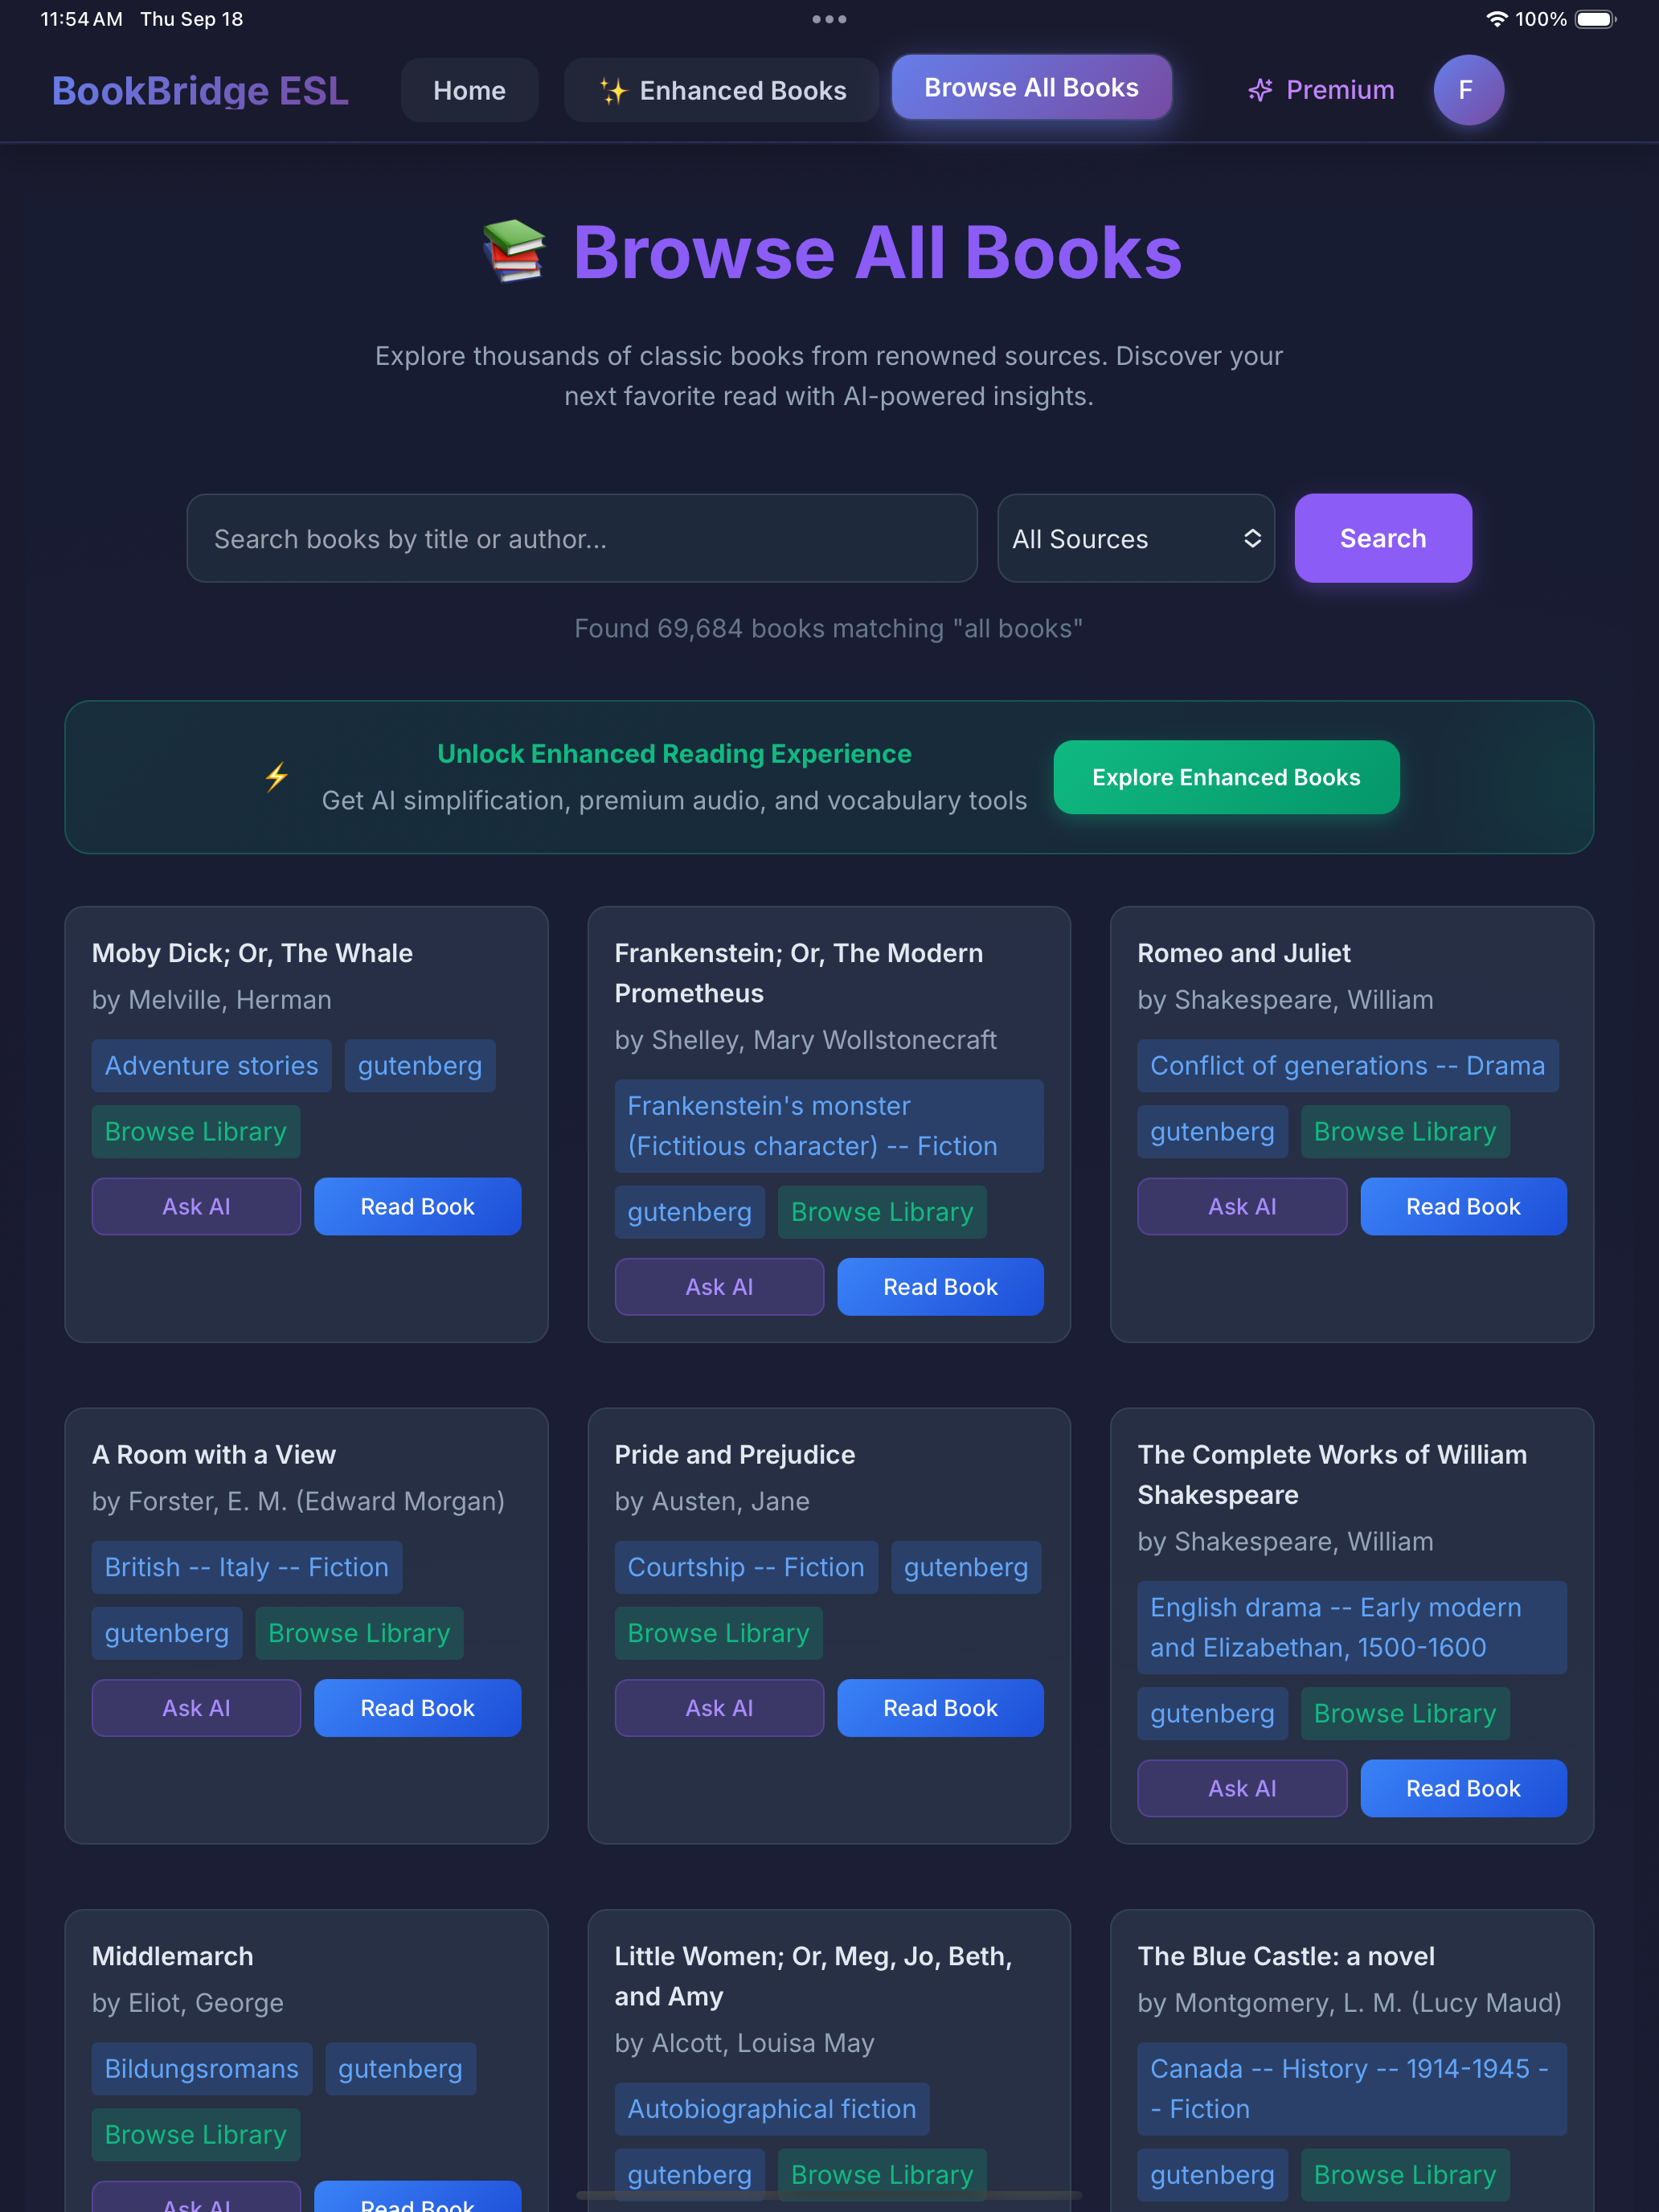 11:54 AM Thu Sep 18
100%
BookBridge ESL
Home
✨ Enhanced Books
Browse All Books
Premium
F
📚 Browse All Books
Explore thousands of classic books from renowned sources. Discover your
next favorite read with AI-powered insights.
Search books by title or author...
All Sources
Search
Found 69,684 books matching "all books"
⚡
Unlock Enhanced Reading Experience
Get AI simplification, premium audio, and vocabulary tools
Explore Enhanced Books
Moby Dick; Or, The Whale
by Melville, Herman
Adventure stories
gutenberg
Browse Library
Ask AI
Read Book
Frankenstein; Or, The Modern
Prometheus
by Shelley, Mary Wollstonecraft
Frankenstein's monster
(Fictitious character) -- Fiction
gutenberg
Browse Library
Ask AI
Read Book
Romeo and Juliet
by Shakespeare, William
Conflict of generations -- Drama
gutenberg
Browse Library
Ask AI
Read Book
A Room with a View
by Forster, E. M. (Edward Morgan)
British -- Italy -- Fiction
gutenberg
Browse Library
Ask AI
Read Book
Pride and Prejudice
by Austen, Jane
Courtship -- Fiction
gutenberg
Browse Library
Ask AI
Read Book
The Complete Works of William
Shakespeare
by Shakespeare, William
English drama -- Early modern
and Elizabethan, 1500-1600
gutenberg
Browse Library
Ask AI
Read Book
Middlemarch
by Eliot, George
Bildungsromans
gutenberg
Browse Library
Ask AI
Read Book
Little Women; Or, Meg, Jo, Beth,
and Amy
by Alcott, Louisa May
Autobiographical fiction
gutenberg
Browse Library
The Blue Castle: a novel
by Montgomery, L. M. (Lucy Maud)
Canada -- History -- 1914-1945 -
- Fiction
gutenberg
Browse Library